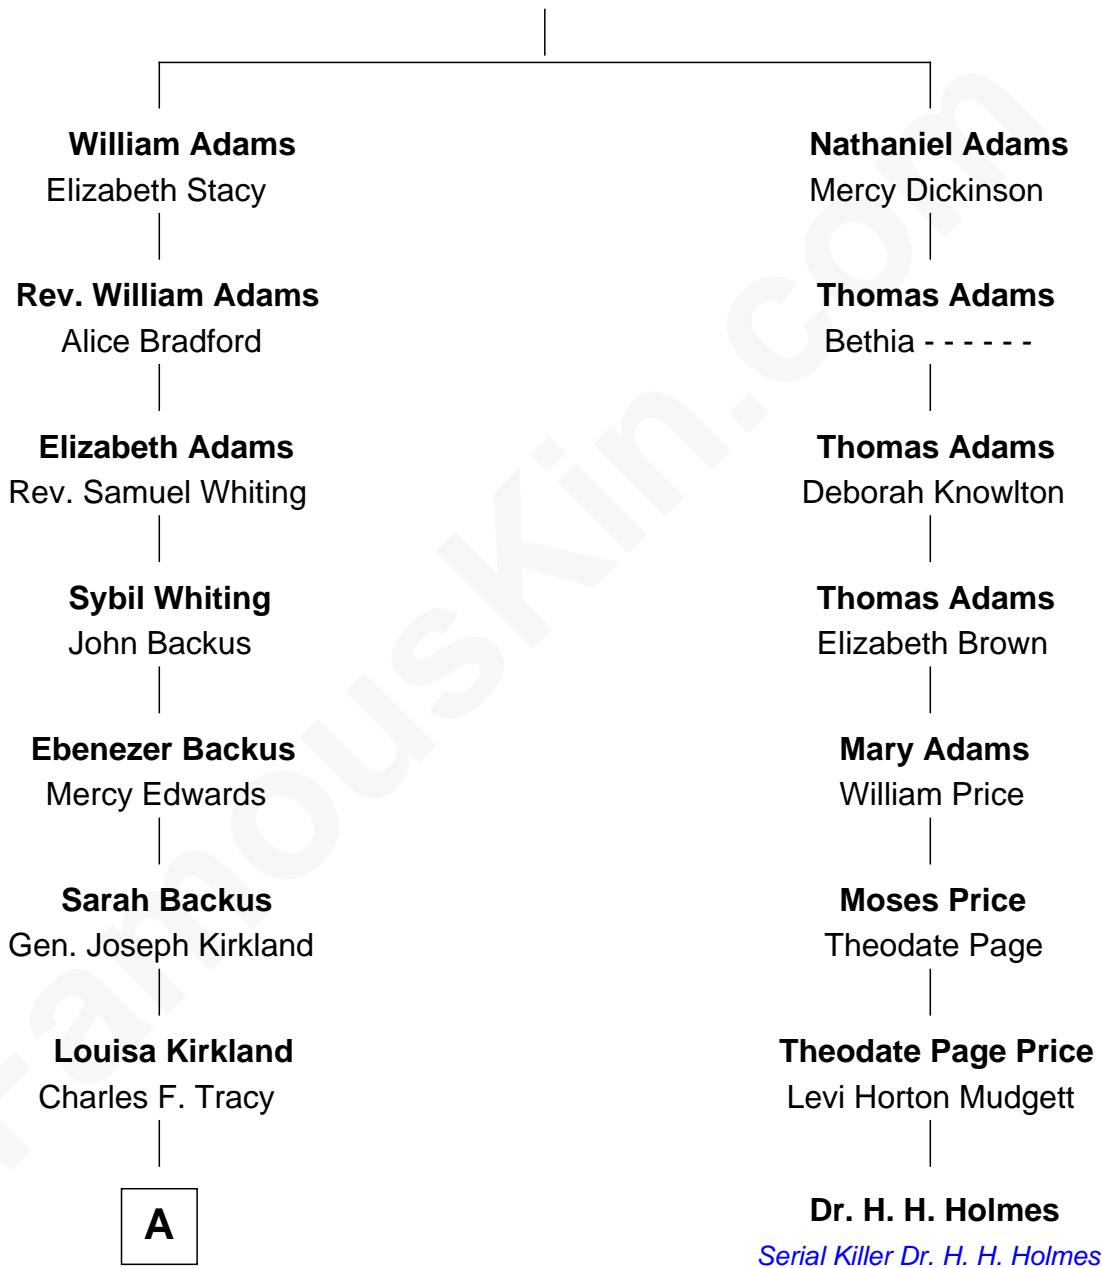 William Adams
Elizabeth Stacy
Rev. William Adams
Alice Bradford
Elizabeth Adams
Rev. Samuel Whiting
Sybil Whiting
John Backus
Ebenezer Backus
Mercy Edwards
Sarah Backus
Gen. Joseph Kirkland
Louisa Kirkland
Charles F. Tracy
A
Nathaniel Adams
Mercy Dickinson
Thomas Adams
Bethia - - - - - -
Thomas Adams
Deborah Knowlton
Thomas Adams
Elizabeth Brown
Mary Adams
William Price
Moses Price
Theodate Page
Theodate Page Price
Levi Horton Mudgett
Dr. H. H. Holmes
Serial Killer Dr. H. H. Holmes
FamousKin.com